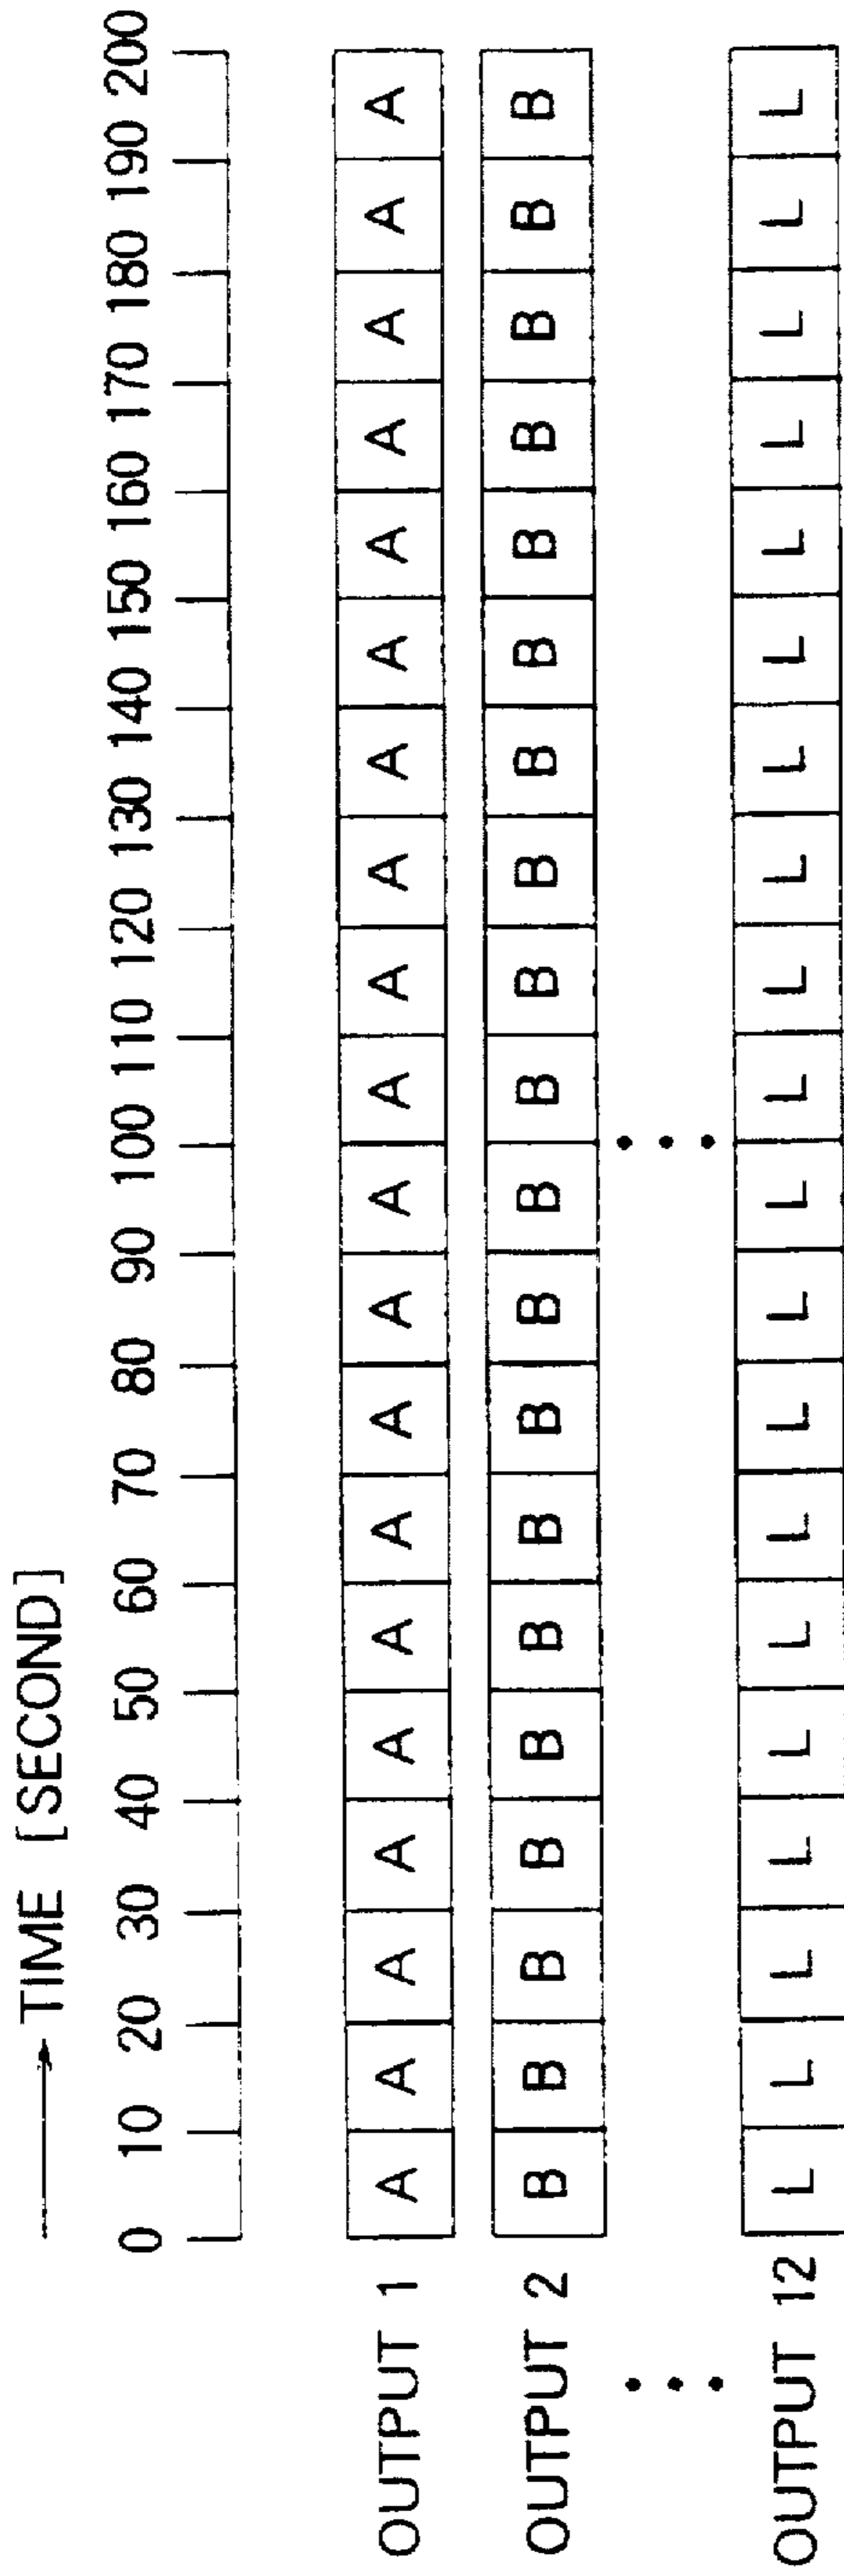 TIME [SECOND]
0 10 20 30 40 50 60 70 80 90 100 110 120 130 140 150 160 170 180 190 200
OUTPUT 1 A A A A A A A A A A A A A A A A A A A A
OUTPUT 2 B B B B B B B B B B B B B B B B B B B B
OUTPUT 12 L L L L L L L L L L L L L L L L L L L L